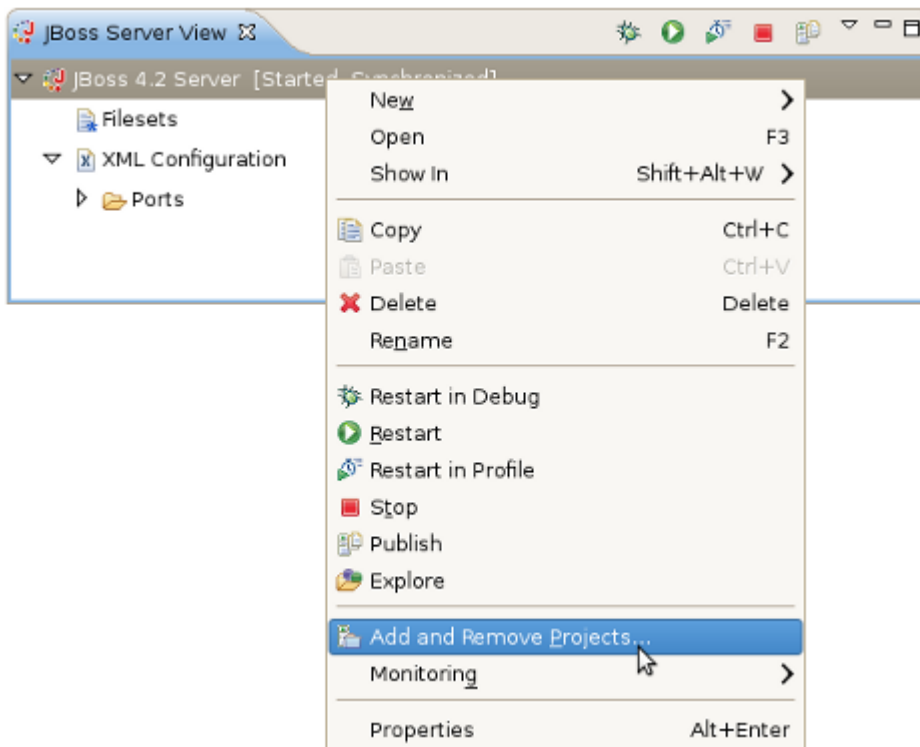 JBoss Server View
JBoss 4.2 Server [Started, Synchronized]
Filesets
XML Configuration
Ports
New
Open F3
Show In Shift+Alt+W
Copy Ctrl+C
Paste Ctrl+V
Delete Delete
Rename F2
Restart in Debug
Restart
Restart in Profile
Stop
Publish
Explore
Add and Remove Projects...
Monitoring
Properties Alt+Enter